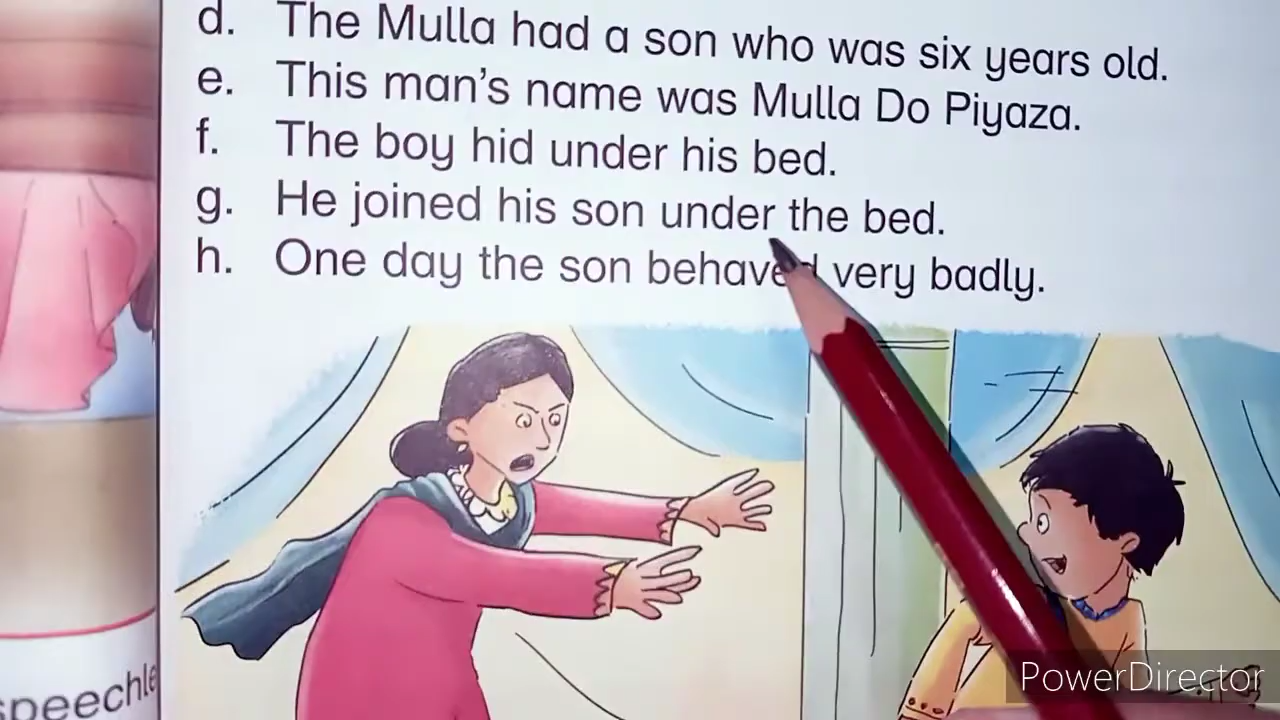 d. The Mulla had a son who was six years old.
e. This man's name was Mulla Do Piyaza.
f. The boy hid under his bed.
g. He joined his son under the bed.
h. One day the son behaved very badly.
PowerDirector